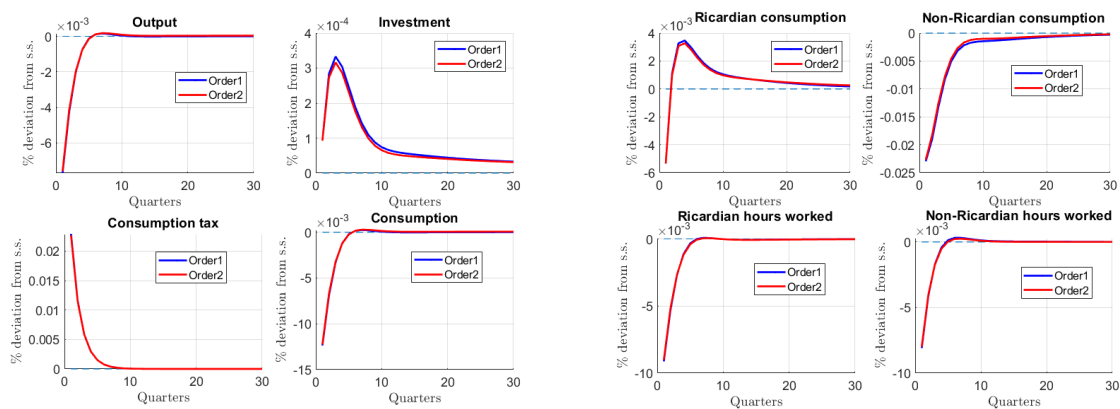 Output
×10⁻³
0
-2
-4
-6
0
10
20
30
% deviation from s.s.
Quarters
Order1
Order2
Investment
×10⁻⁴
4
3
2
1
0
0
10
20
30
% deviation from s.s.
Quarters
Order1
Order2
Ricardian consumption
×10⁻³
4
2
0
-2
-4
-6
0
10
20
30
% deviation from s.s.
Quarters
Order1
Order2
Non-Ricardian consumption
0
-0.005
-0.01
-0.015
-0.02
-0.025
0
10
20
30
% deviation from s.s.
Quarters
Order1
Order2
Consumption tax
0.02
0.015
0.01
0.005
0
0
10
20
30
% deviation from s.s.
Quarters
Order1
Order2
Consumption
×10⁻³
0
-5
-10
-15
0
10
20
30
% deviation from s.s.
Quarters
Order1
Order2
Ricardian hours worked
×10⁻³
0
-5
-10
0
10
20
30
% deviation from s.s.
Quarters
Order1
Order2
Non-Ricardian hours worked
×10⁻³
0
-5
-10
0
10
20
30
% deviation from s.s.
Quarters
Order1
Order2